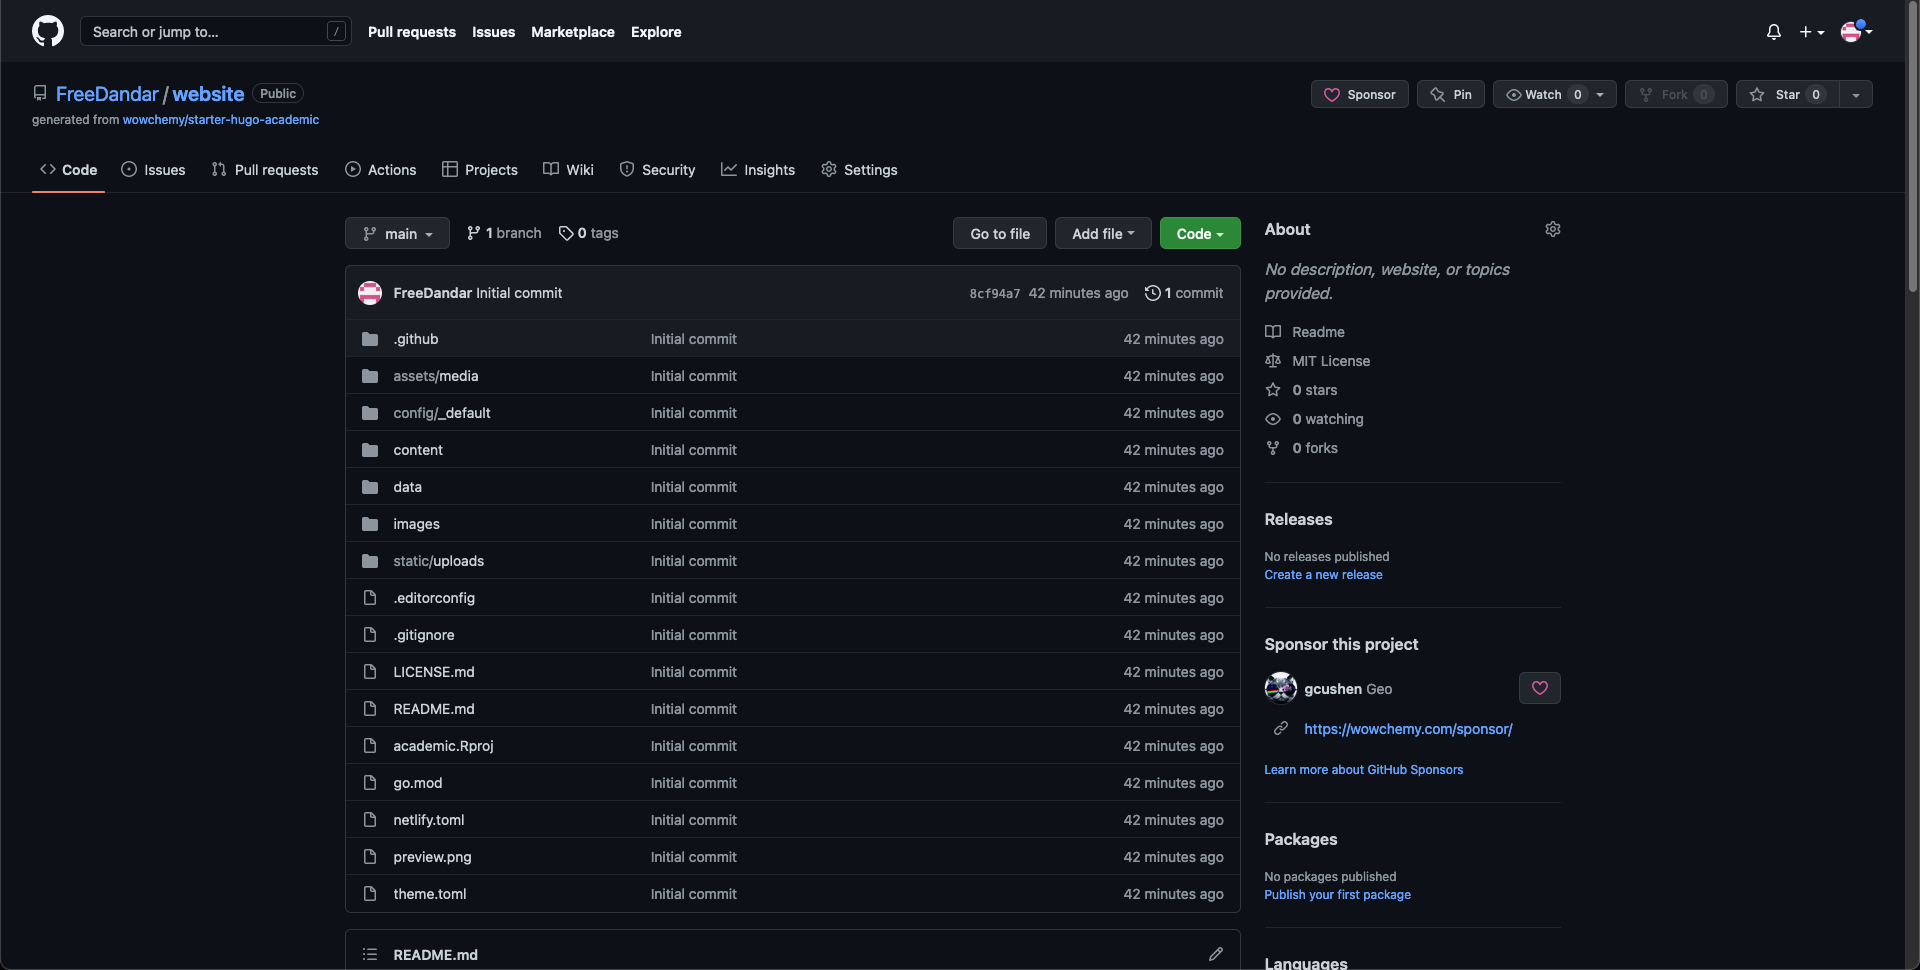 Search or jump to... /
Pull requests Issues Marketplace Explore
FreeDandar / website Public
generated from wowchemy/starter-hugo-academic
Sponsor Pin Watch 0 Fork 0 Star 0
Code Issues Pull requests Actions Projects Wiki Security Insights Settings
main 1 branch 0 tags Go to file Add file Code
FreeDandar Initial commit 8cf94a7 42 minutes ago 1 commit
.github Initial commit 42 minutes ago
assets/media Initial commit 42 minutes ago
config/_default Initial commit 42 minutes ago
content Initial commit 42 minutes ago
data Initial commit 42 minutes ago
images Initial commit 42 minutes ago
static/uploads Initial commit 42 minutes ago
.editorconfig Initial commit 42 minutes ago
.gitignore Initial commit 42 minutes ago
LICENSE.md Initial commit 42 minutes ago
README.md Initial commit 42 minutes ago
academic.Rproj Initial commit 42 minutes ago
go.mod Initial commit 42 minutes ago
netlify.toml Initial commit 42 minutes ago
preview.png Initial commit 42 minutes ago
theme.toml Initial commit 42 minutes ago
README.md
About
No description, website, or topics
provided.
Readme
MIT License
0 stars
0 watching
0 forks
Releases
No releases published
Create a new release
Sponsor this project
gcushen Geo
https://wowchemy.com/sponsor/
Learn more about GitHub Sponsors
Packages
No packages published
Publish your first package
Languages